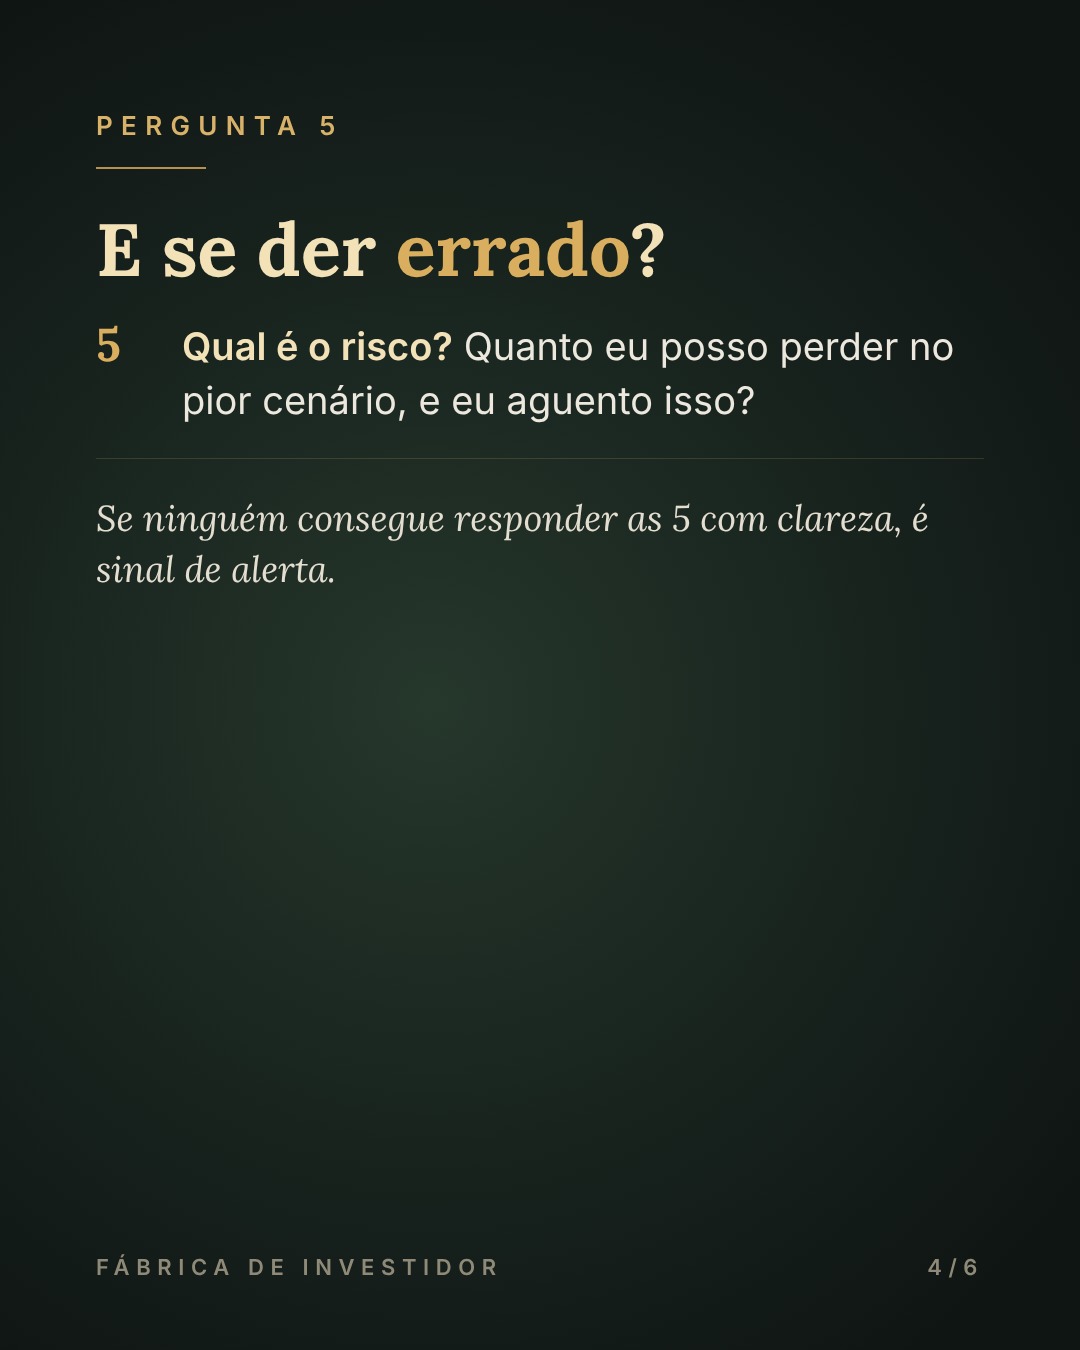 PERGUNTA 5
E se der errado?
5 Qual é o risco? Quanto eu posso perder no
pior cenário, e eu aguento isso?
Se ninguém consegue responder as 5 com clareza, é
sinal de alerta.
FÁBRICA DE INVESTIDOR 4/6